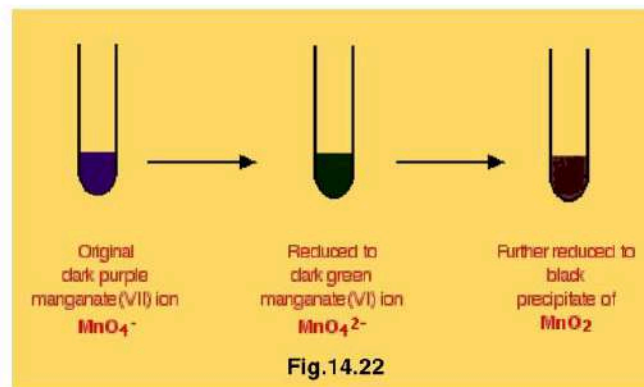 Original
dark purple
manganate(VII) ion
MnO₄⁻
Reduced to
dark green
manganate(VI) ion
MnO₄²⁻
Further reduced to
black
precipitate of
MnO₂
Fig.14.22